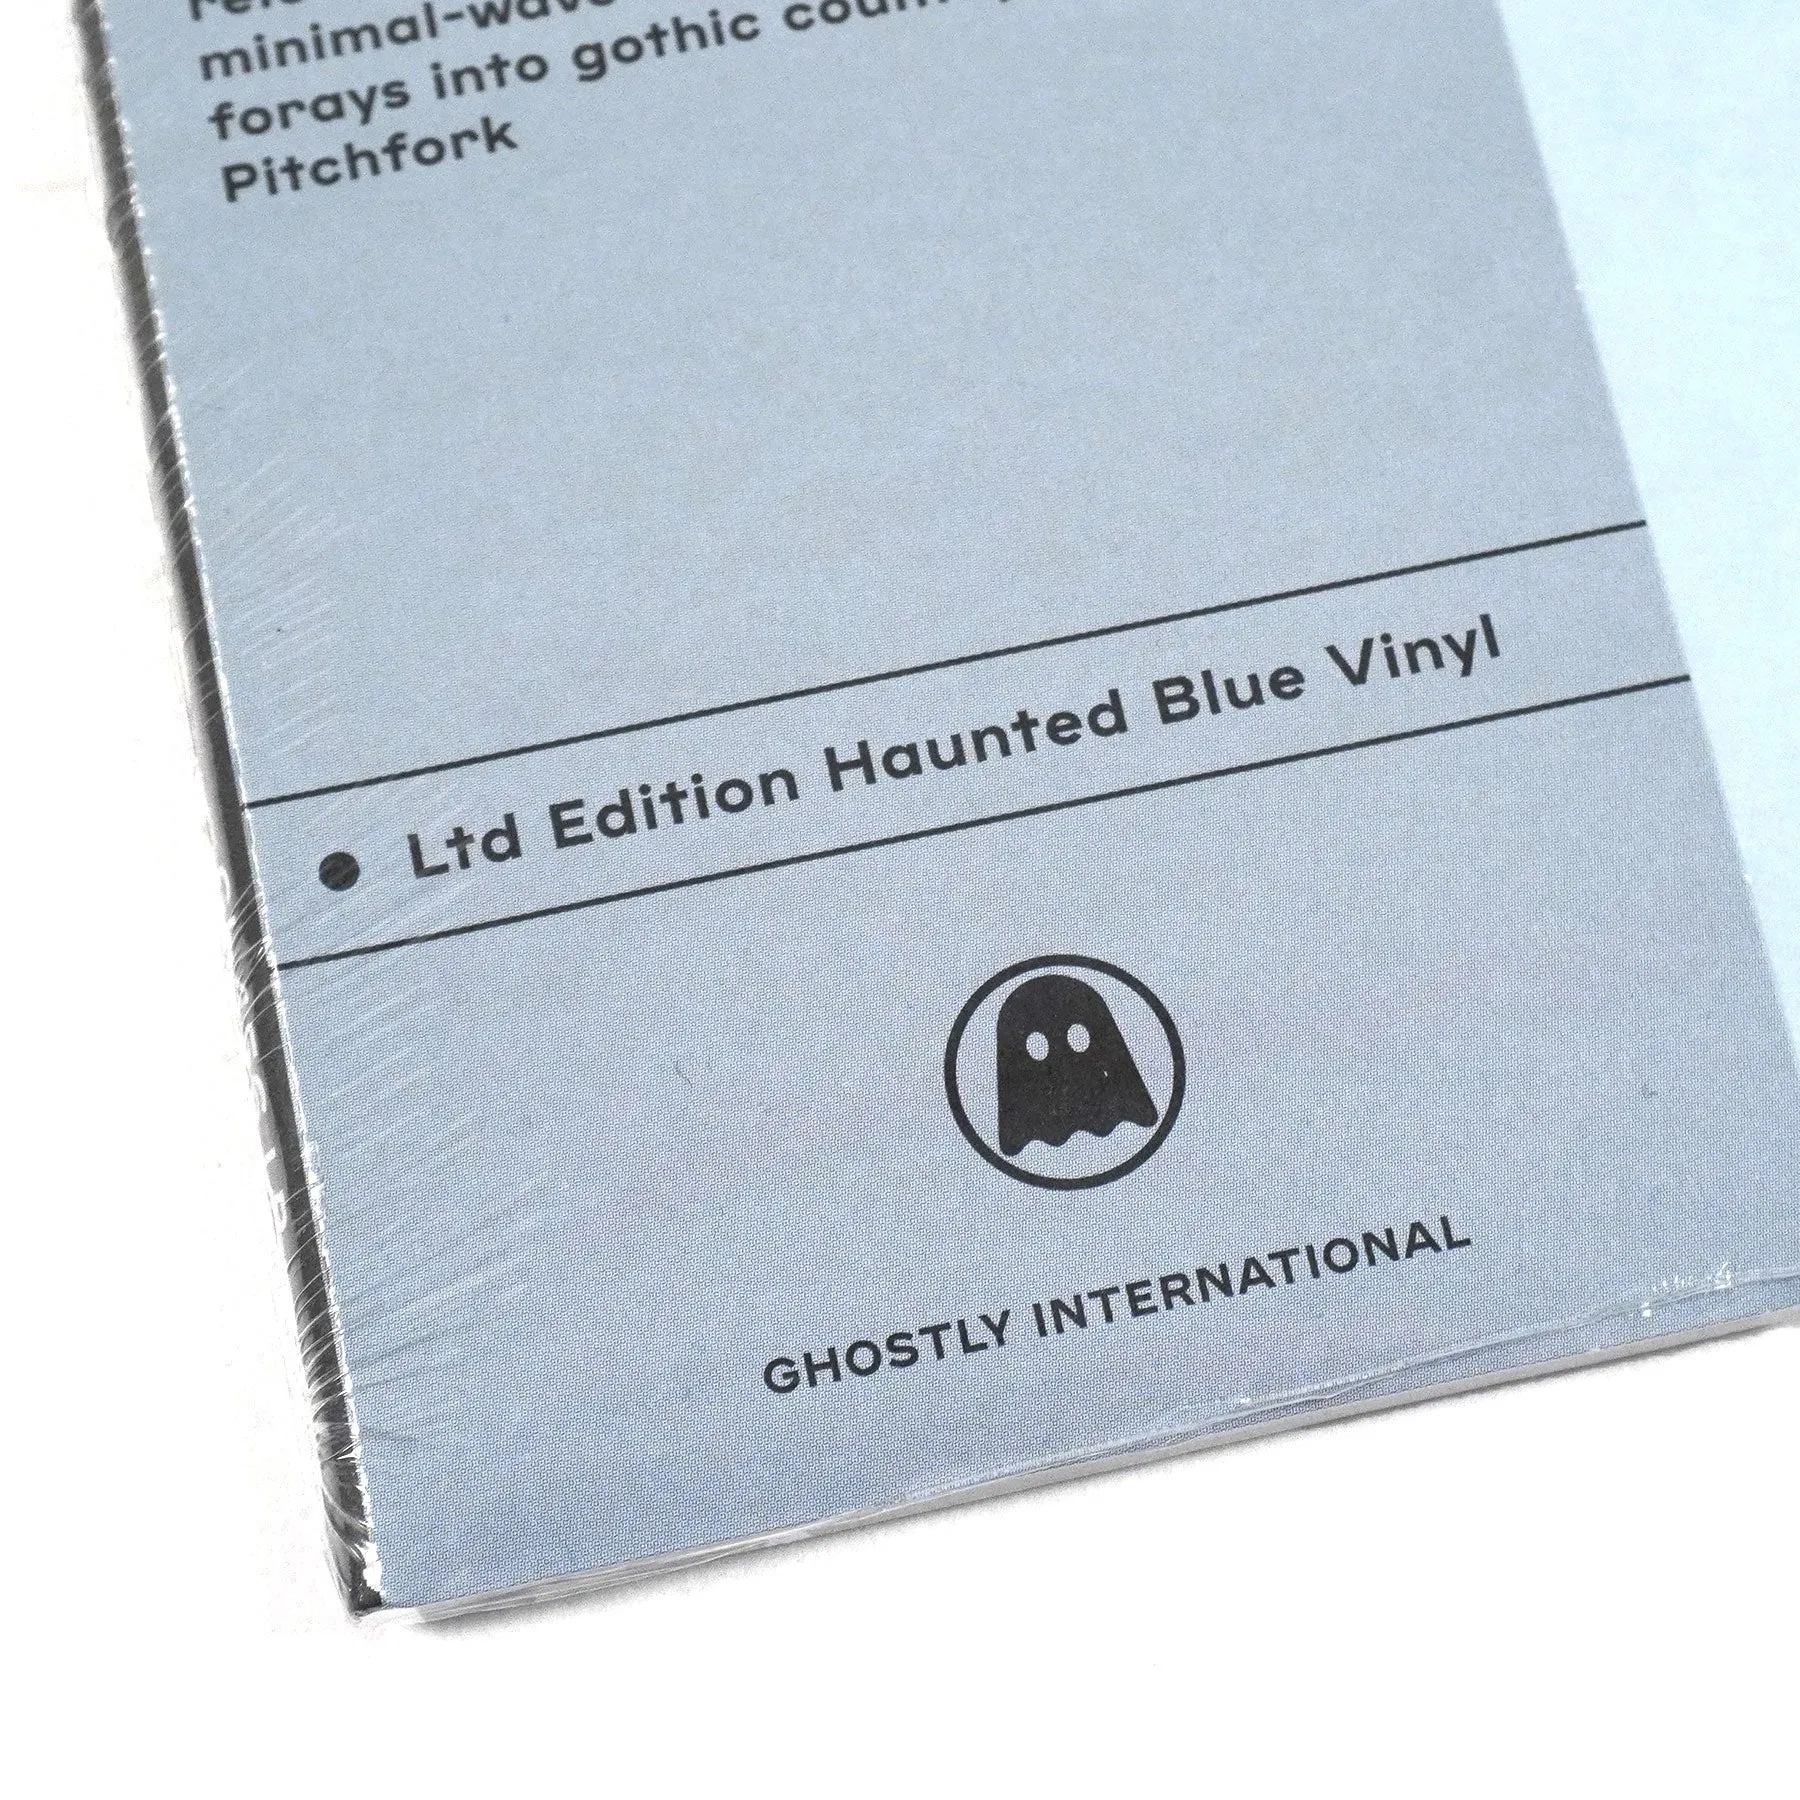 minimal-wave
forays into gothic
Pitchfork
Ltd Edition Haunted Blue Vinyl
GHOSTLY INTERNATIONAL